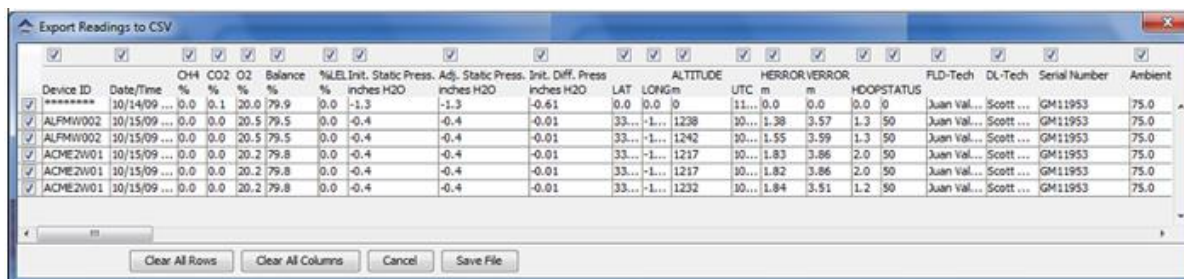 Export Readings to CSV
CH4 CO2 O2 Balance %LEL Init. Static Press. Adj. Static Press. Init. Diff. Press ALTITUDE HERROR VERROR
Device ID Date/Time % % % % % inches H2O inches H2O inches H2O LAT LONG m UTC m m HDOP STATUS FLD-Tech DL-Tech Serial Number Ambient
******** 10/14/09 ... 0.0 0.1 20.0 79.9 0.0 -1.3 -1.3 -0.61 0.0 0.0 0 11... 0.0 0.0 0.0 0 Juan Val... Scott ... GM11953 75.0
ALFMW002 10/15/09 ... 0.0 0.0 20.5 79.5 0.0 -0.4 -0.4 -0.01 33... -1... 1238 10... 1.38 3.57 1.3 50 Juan Val... Scott ... GM11953 75.0
ALFMW002 10/15/09 ... 0.0 0.0 20.5 79.5 0.0 -0.4 -0.4 -0.01 33... -1... 1242 10... 1.55 3.59 1.3 50 Juan Val... Scott ... GM11953 75.0
ACME2W01 10/15/09 ... 0.0 0.0 20.2 79.8 0.0 -0.4 -0.4 -0.01 33... -1... 1217 10... 1.83 3.86 2.0 50 Juan Val... Scott ... GM11953 75.0
ACME2W01 10/15/09 ... 0.0 0.0 20.2 79.8 0.0 -0.4 -0.4 -0.01 33... -1... 1217 10... 1.82 3.86 2.0 50 Juan Val... Scott ... GM11953 75.0
ACME2W01 10/15/09 ... 0.0 0.0 20.2 79.8 0.0 -0.4 -0.4 -0.01 33... -1... 1232 10... 1.84 3.51 1.2 50 Juan Val... Scott ... GM11953 75.0
Clear All Rows Clear All Columns Cancel Save File